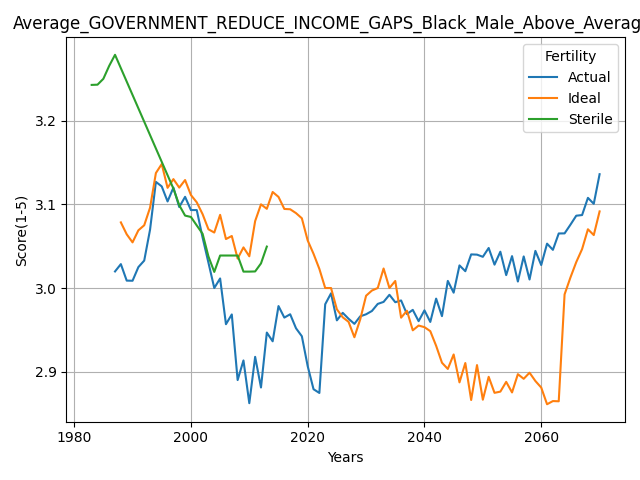 Average_GOVERNMENT_REDUCE_INCOME_GAPS_Black_Male_Above_Averag
Fertility
Actual
Ideal
Sterile
Score(1-5)
3.2
3.1
3.0
2.9
1980 2000 2020 2040 2060
Years